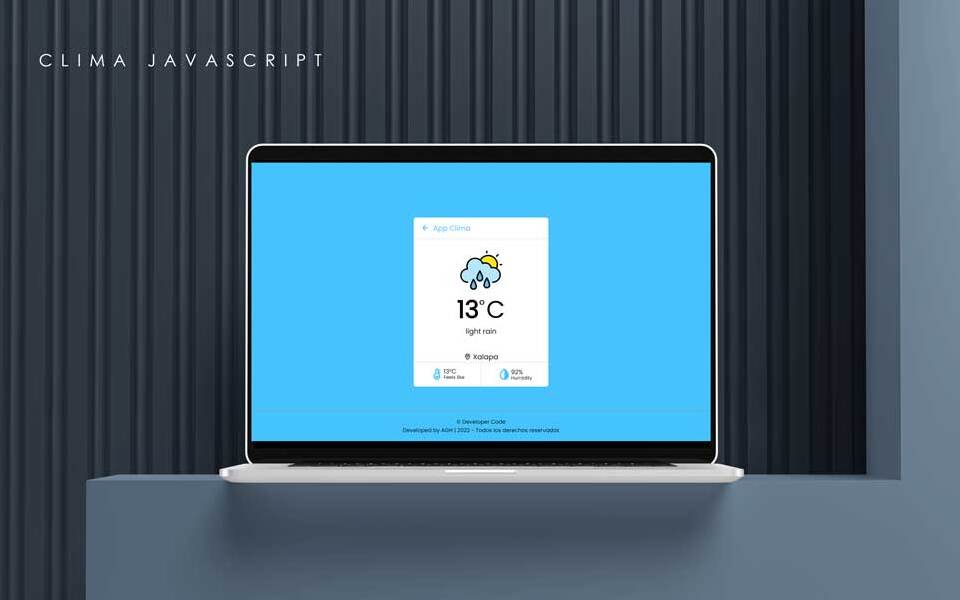 CLIMA JAVASCRIPT
App Clima
13°C
light rain
Xalapa
13°C
Feels like
92%
Humidity
© Developer Code
Developed by AGH | 2022 - Todos los derechos reservados